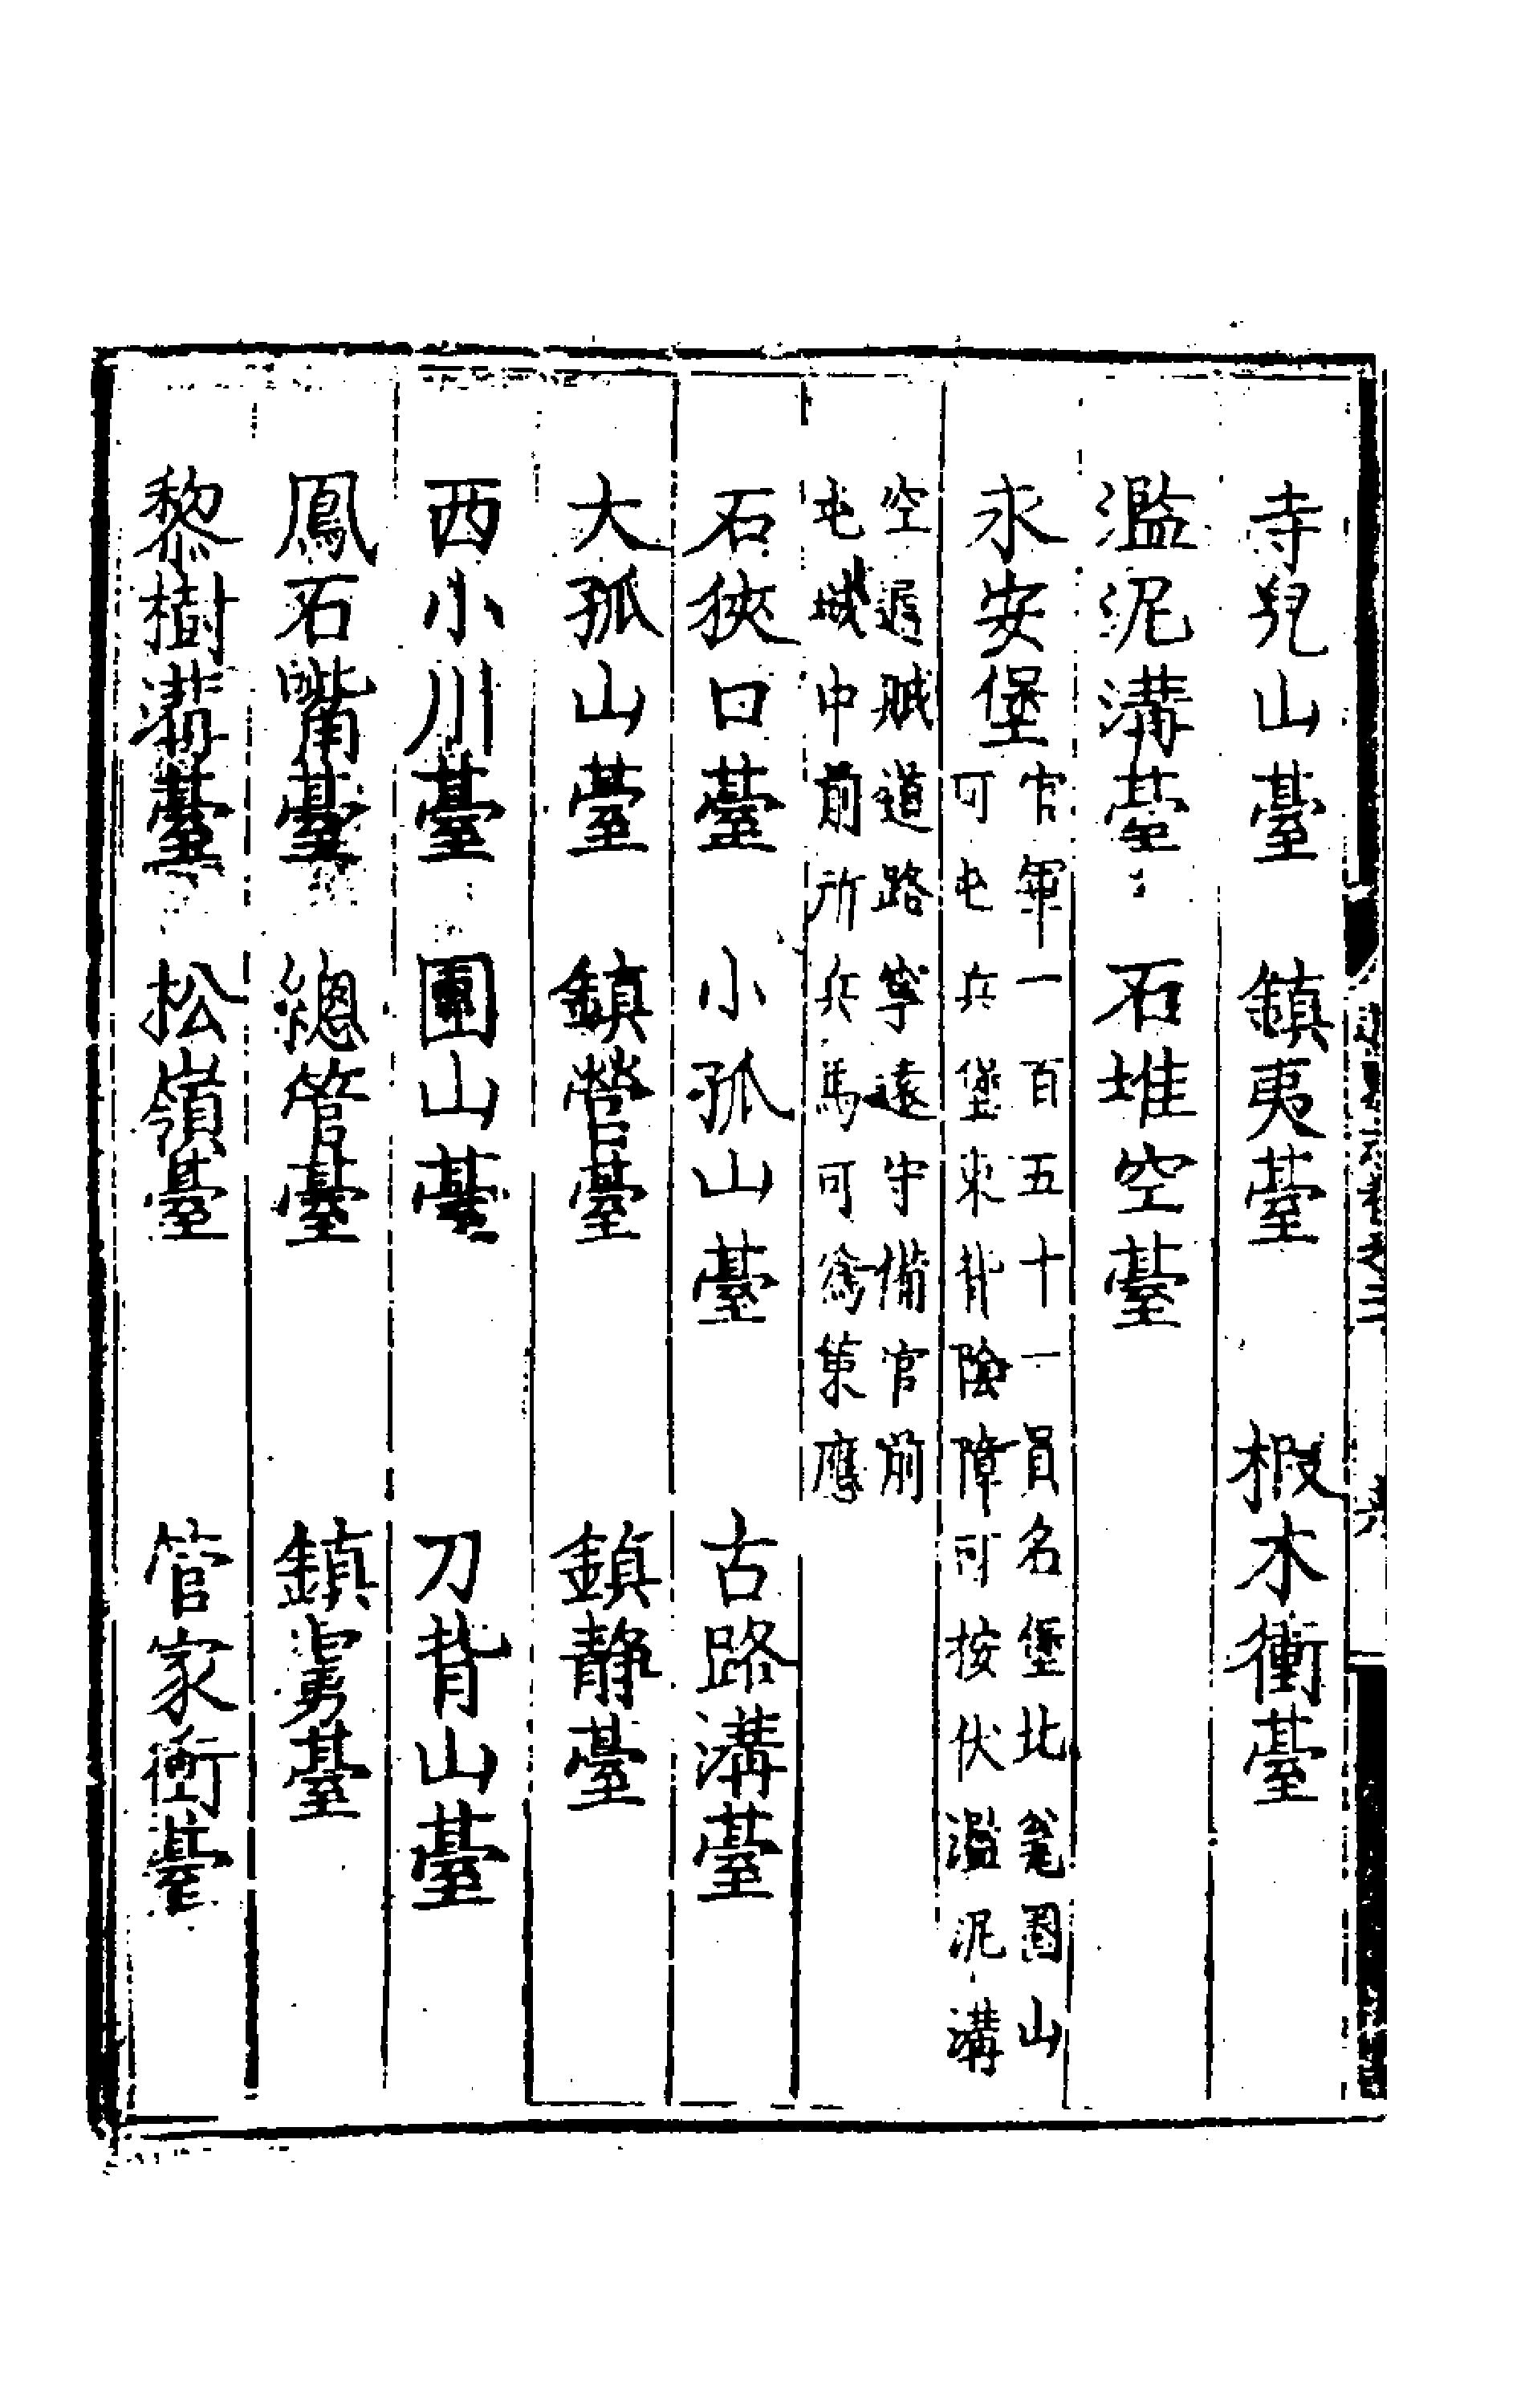 寺兒山臺　鎮夷臺　椵木衝臺
濫泥溝臺　石堆空臺
永安堡
官軍一百五十一員名堡北篦圈山
可屯兵堡東背陰障可按伏濫泥溝
空遏賊道路寧遠守備官前
屯城中前所兵馬可爲策應
石狹口臺　小孤山臺　古路溝臺
大孤山臺　鎮營臺　鎮靜臺
西小川臺　團山臺　刀背山臺
鳳石嘴臺　總管臺　鎮虜臺
黎樹溝臺　松嶺臺　管家衝臺